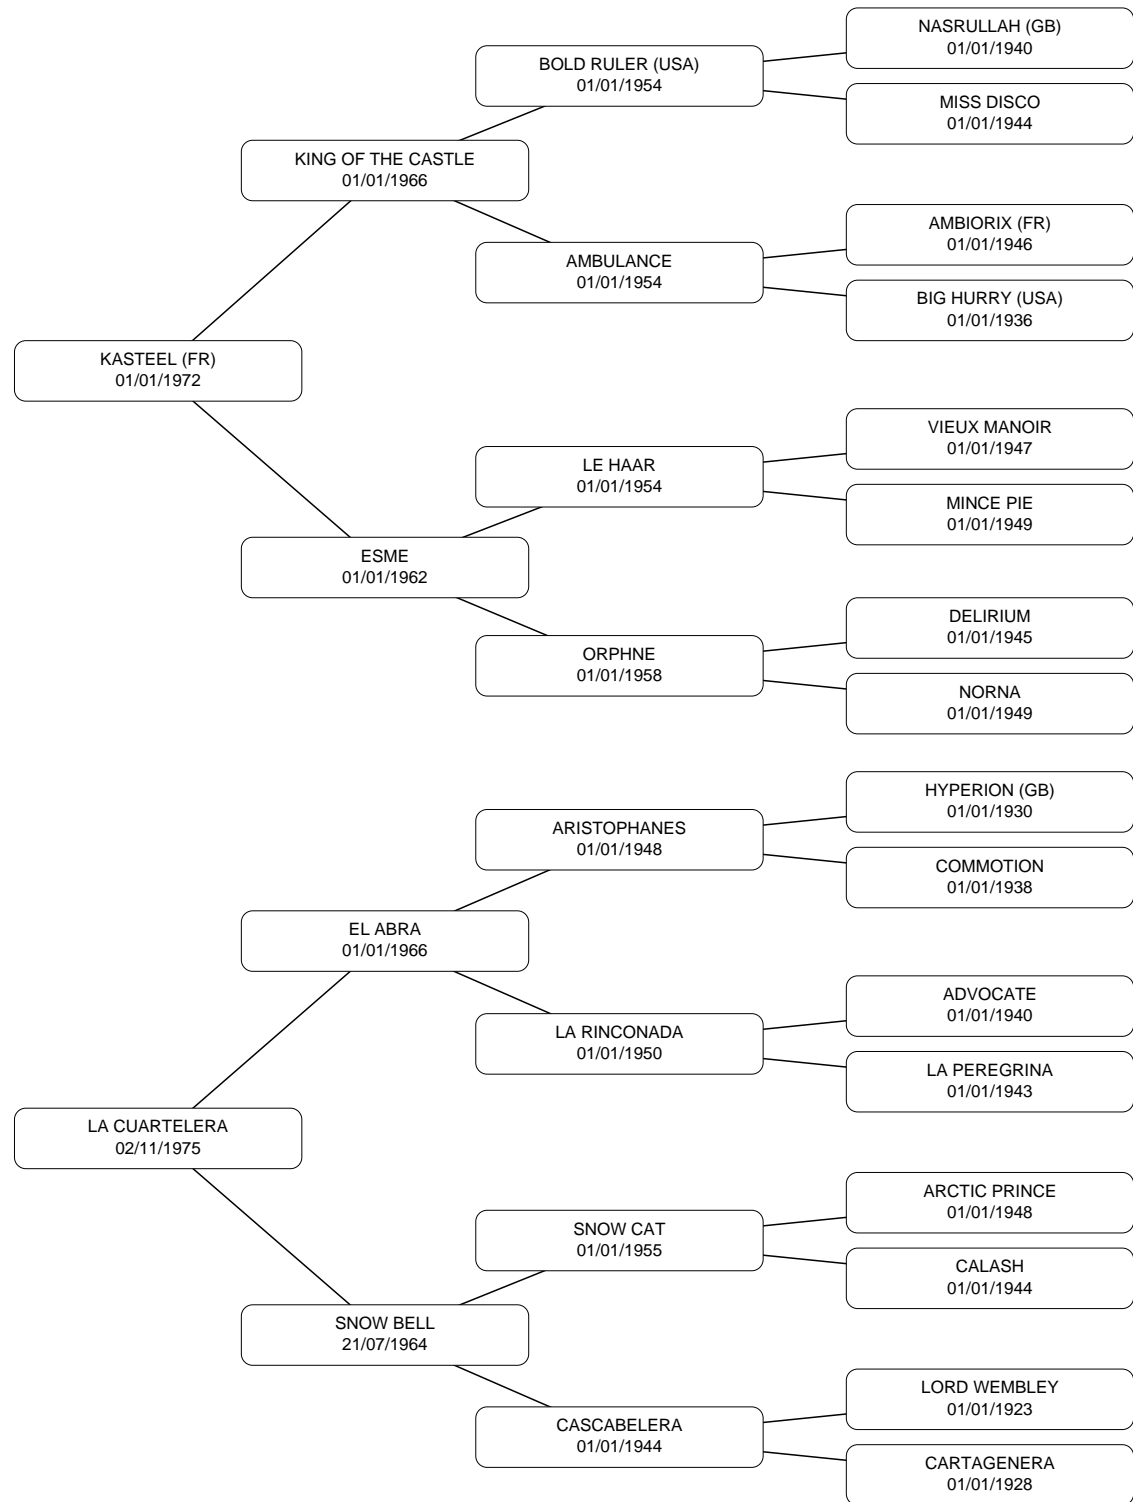 NASRULLAH (GB)
01/01/1940
BOLD RULER (USA)
01/01/1954
MISS DISCO
01/01/1944
KING OF THE CASTLE
01/01/1966
AMBIORIX (FR)
01/01/1946
AMBULANCE
01/01/1954
BIG HURRY (USA)
01/01/1936
KASTEEL (FR)
01/01/1972
VIEUX MANOIR
01/01/1947
LE HAAR
01/01/1954
MINCE PIE
01/01/1949
ESME
01/01/1962
DELIRIUM
01/01/1945
ORPHNE
01/01/1958
NORNA
01/01/1949
HYPERION (GB)
01/01/1930
ARISTOPHANES
01/01/1948
COMMOTION
01/01/1938
EL ABRA
01/01/1966
ADVOCATE
01/01/1940
LA RINCONADA
01/01/1950
LA PEREGRINA
01/01/1943
LA CUARTELERA
02/11/1975
ARCTIC PRINCE
01/01/1948
SNOW CAT
01/01/1955
CALASH
01/01/1944
SNOW BELL
21/07/1964
LORD WEMBLEY
01/01/1923
CASCABELERA
01/01/1944
CARTAGENERA
01/01/1928